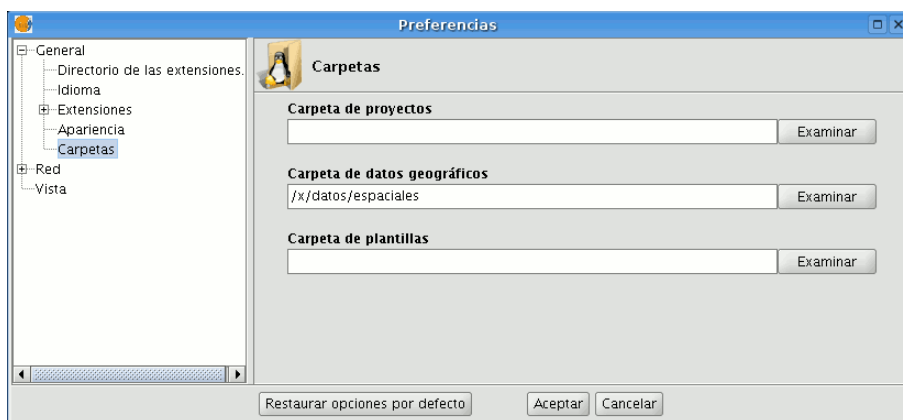 Preferencias
General
Directorio de las extensiones.
Idioma
Extensiones
Apariencia
Carpetas
Red
Vista
Carpetas
Carpeta de proyectos
Examinar
Carpeta de datos geográficos
/x/datos/espaciales
Examinar
Carpeta de plantillas
Examinar
Restaurar opciones por defecto
Aceptar
Cancelar